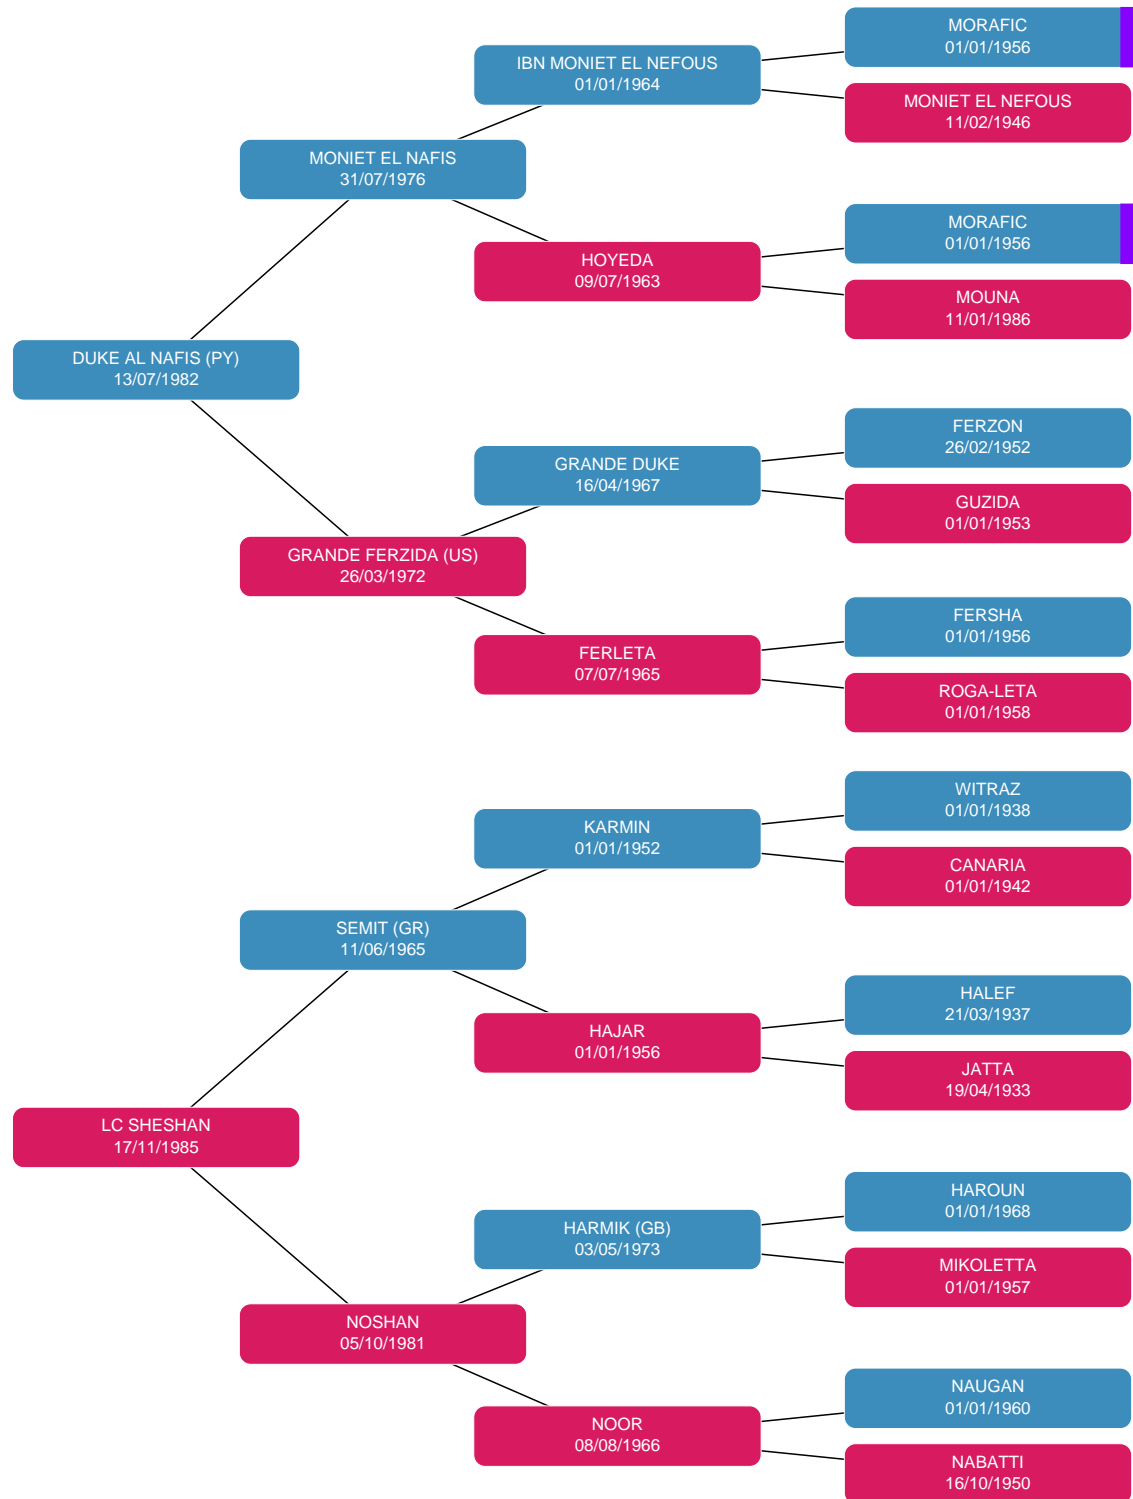 MORAFIC
01/01/1956
IBN MONIET EL NEFOUS
01/01/1964
MONIET EL NEFOUS
11/02/1946
MONIET EL NAFIS
31/07/1976
MORAFIC
01/01/1956
HOYEDA
09/07/1963
MOUNA
11/01/1986
DUKE AL NAFIS (PY)
13/07/1982
FERZON
26/02/1952
GRANDE DUKE
16/04/1967
GUZIDA
01/01/1953
GRANDE FERZIDA (US)
26/03/1972
FERSHA
01/01/1956
FERLETA
07/07/1965
ROGA-LETA
01/01/1958
WITRAZ
01/01/1938
KARMIN
01/01/1952
CANARIA
01/01/1942
SEMIT (GR)
11/06/1965
HALEF
21/03/1937
HAJAR
01/01/1956
JATTA
19/04/1933
LC SHESHAN
17/11/1985
HAROUN
01/01/1968
HARMIK (GB)
03/05/1973
MIKOLETTA
01/01/1957
NOSHAN
05/10/1981
NAUGAN
01/01/1960
NOOR
08/08/1966
NABATTI
16/10/1950